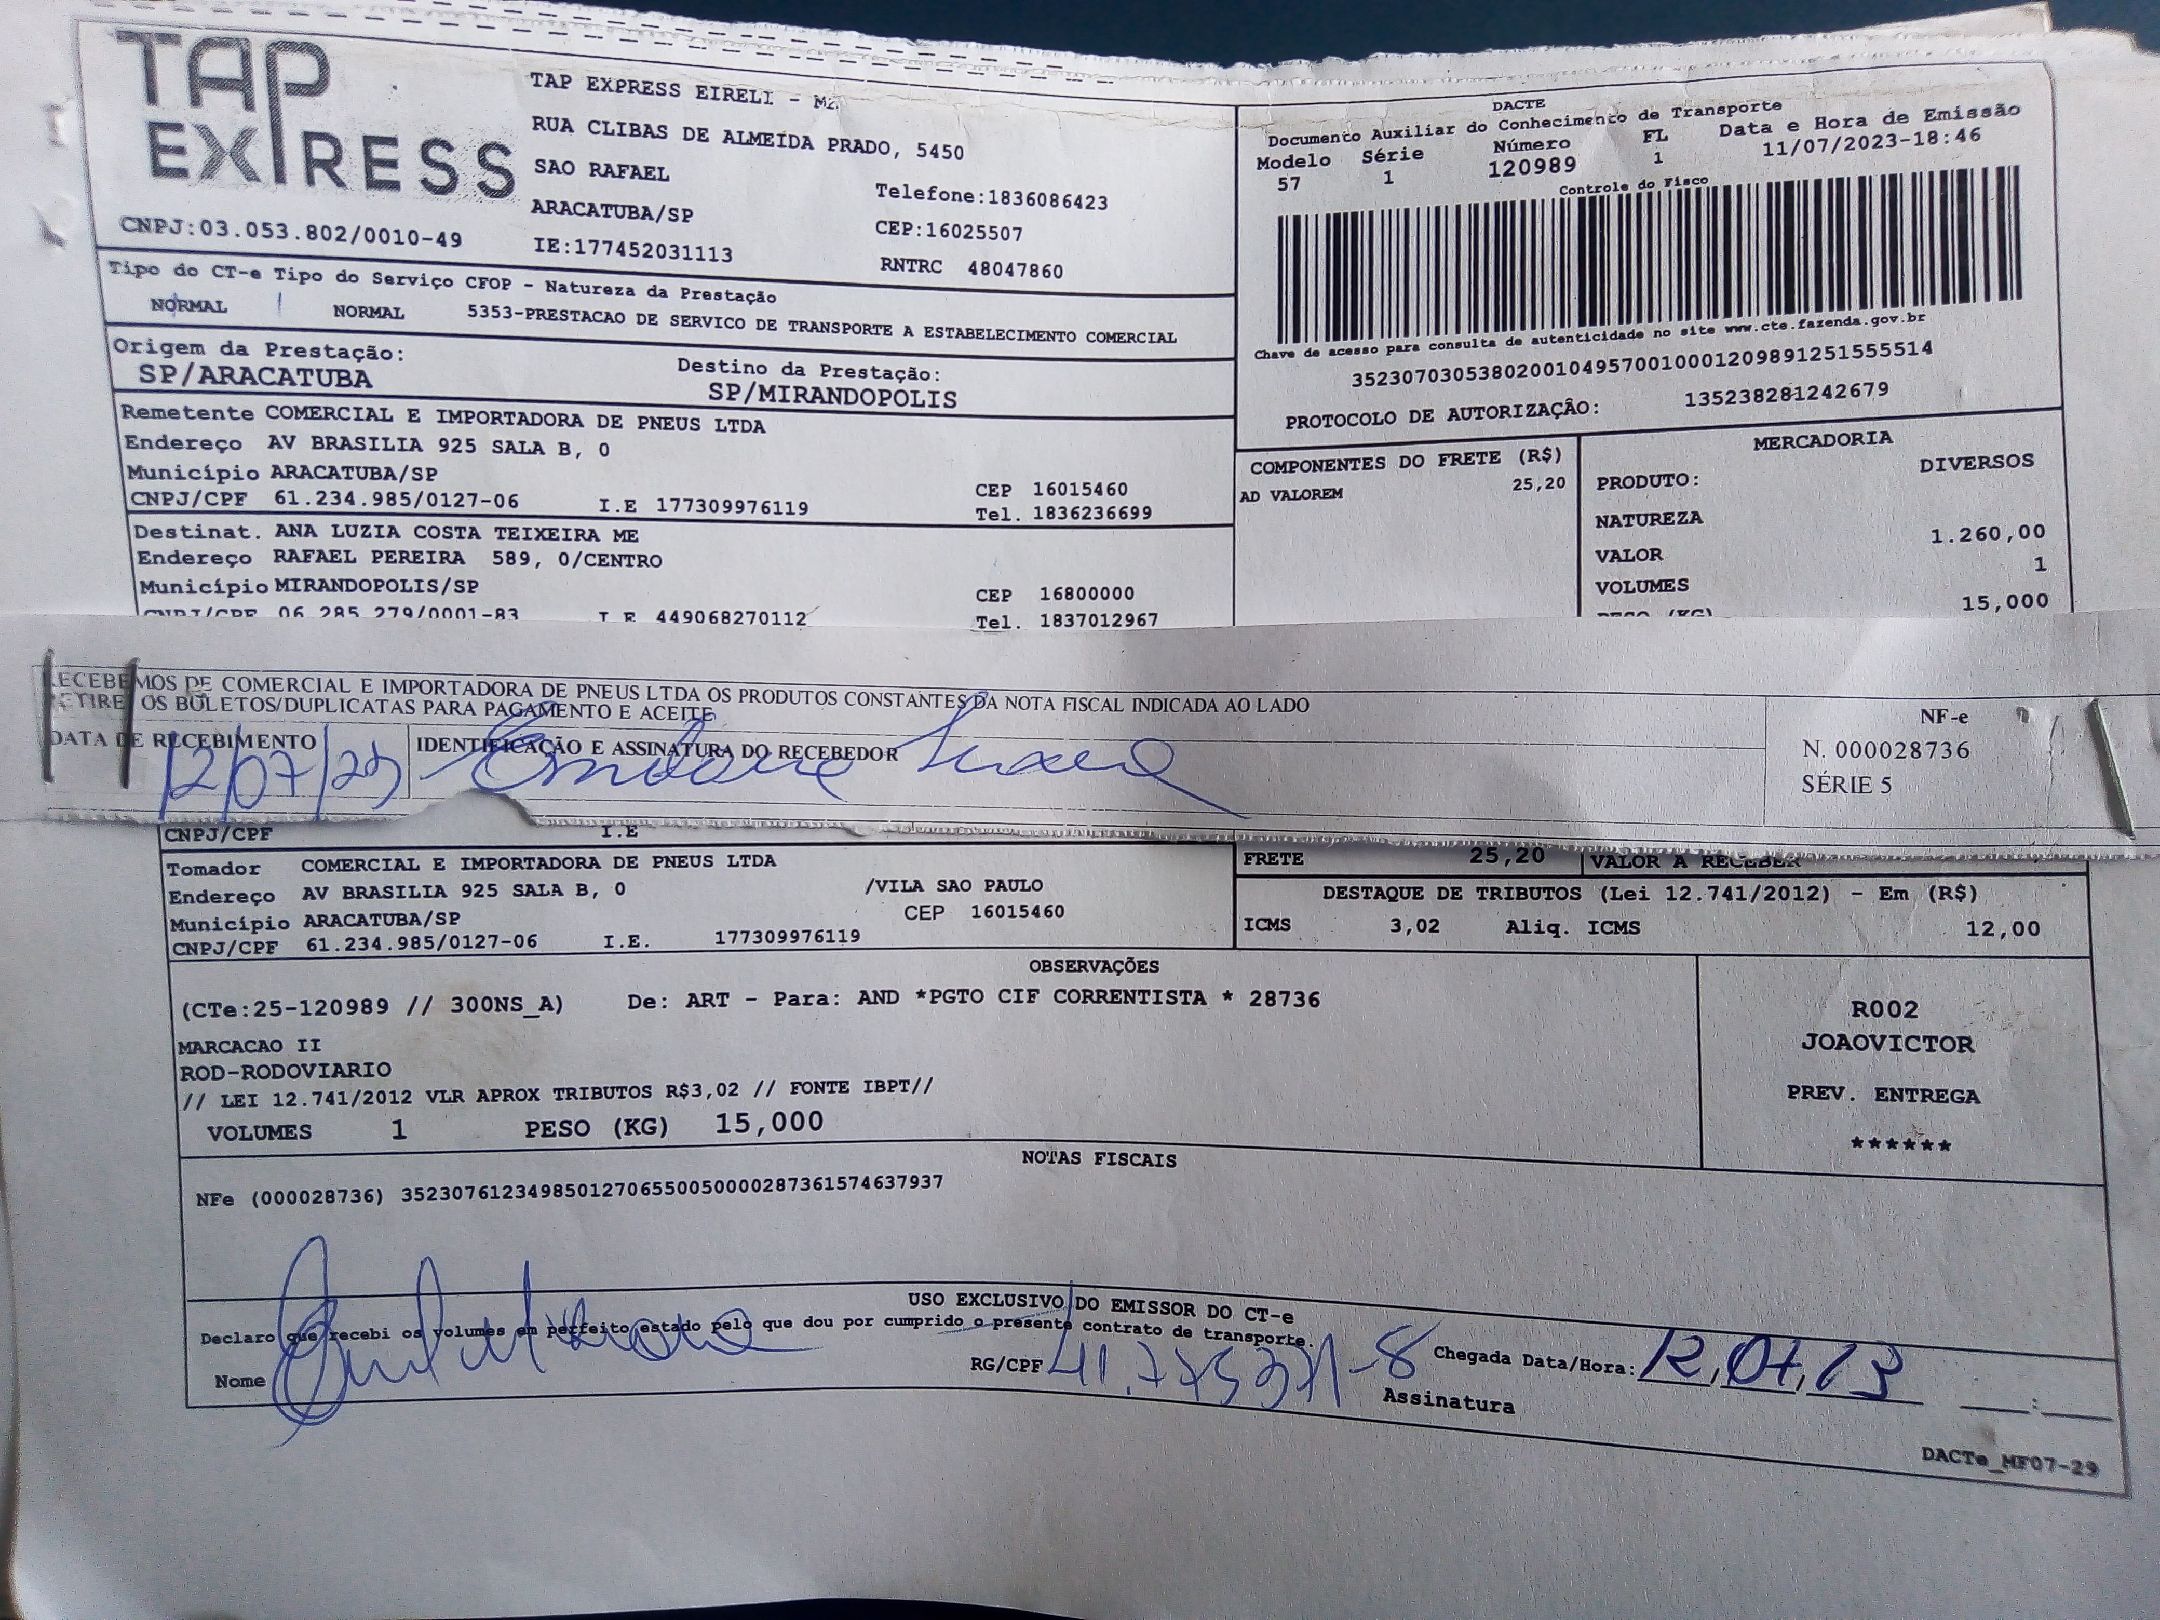 TAP EXPRESS
TAP EXPRESS EIRELI -
RUA CLIBAS DE ALMEIDA PRADO, 5450
SAO RAFAEL
Telefone:1836086423
ARACATUBA/SP
CEP:16025507
CNPJ:03.053.802/0010-49
IE:177452031113
RNTRC 48047860
DACTE
Documento Auxiliar do Conhecimento de Transporte
Modelo Série Número FL Data e Hora de Emissão
57 1 120989 1 11/07/2023-18:46
Controle do Fisco
Chave de acesso para consulta de autenticidade no site www.cte.fazenda.gov.br
35230703053802001049570010001209891251555514
PROTOCOLO DE AUTORIZAÇÃO: 135238281242679
Tipo do CT-e Tipo do Serviço CFOP - Natureza da Prestação
NORMAL NORMAL 5353-PRESTACAO DE SERVICO DE TRANSPORTE A ESTABELECIMENTO COMERCIAL
Origem da Prestação: Destino da Prestação:
SP/ARACATUBA SP/MIRANDOPOLIS
Remetente COMERCIAL E IMPORTADORA DE PNEUS LTDA
Endereço AV BRASILIA 925 SALA B, 0
Município ARACATUBA/SP CEP 16015460
CNPJ/CPF 61.234.985/0127-06 I.E 177309976119 Tel. 1836236699
Destinat. ANA LUZIA COSTA TEIXEIRA ME
Endereço RAFAEL PEREIRA 589, 0/CENTRO
Município MIRANDOPOLIS/SP CEP 16800000
CNPJ/CPF 06.285.279/0001-83 I.E 449068270112 Tel. 1837012967
COMPONENTES DO FRETE (R$)
AD VALOREM 25,20
MERCADORIA
PRODUTO: DIVERSOS
NATUREZA
VALOR 1.260,00
VOLUMES 1
PESO (KG) 15,000
RECEBEMOS DE COMERCIAL E IMPORTADORA DE PNEUS LTDA OS PRODUTOS CONSTANTES DA NOTA FISCAL INDICADA AO LADO
RETIREI OS BOLETOS/DUPLICATAS PARA PAGAMENTO E ACEITE
DATA DE RECEBIMENTO IDENTIFICAÇÃO E ASSINATURA DO RECEBEDOR
12/07/23
NF-e
N. 000028736
SÉRIE 5
CNPJ/CPF I.E
Tomador COMERCIAL E IMPORTADORA DE PNEUS LTDA
Endereço AV BRASILIA 925 SALA B, 0 /VILA SAO PAULO
Município ARACATUBA/SP CEP 16015460
CNPJ/CPF 61.234.985/0127-06 I.E. 177309976119
FRETE 25,20 VALOR A RECEBER
DESTAQUE DE TRIBUTOS (Lei 12.741/2012) - Em (R$)
ICMS 3,02 Aliq. ICMS 12,00
OBSERVAÇÕES
(CTe:25-120989 // 300NS_A) De: ART - Para: AND *PGTO CIF CORRENTISTA * 28736
MARCACAO II
ROD-RODOVIARIO
// LEI 12.741/2012 VLR APROX TRIBUTOS R$3,02 // FONTE IBPT//
VOLUMES 1 PESO (KG) 15,000
R002
JOAOVICTOR
PREV. ENTREGA
******
NOTAS FISCAIS
NFe (000028736) 35230761234985012706550050000287361574637937
USO EXCLUSIVO DO EMISSOR DO CT-e
Declaro que recebi os volumes em perfeito estado pelo que dou por cumprido o presente contrato de transporte.
Nome RG/CPF Chegada Data/Hora:
Assinatura
DACTe_MF07-29